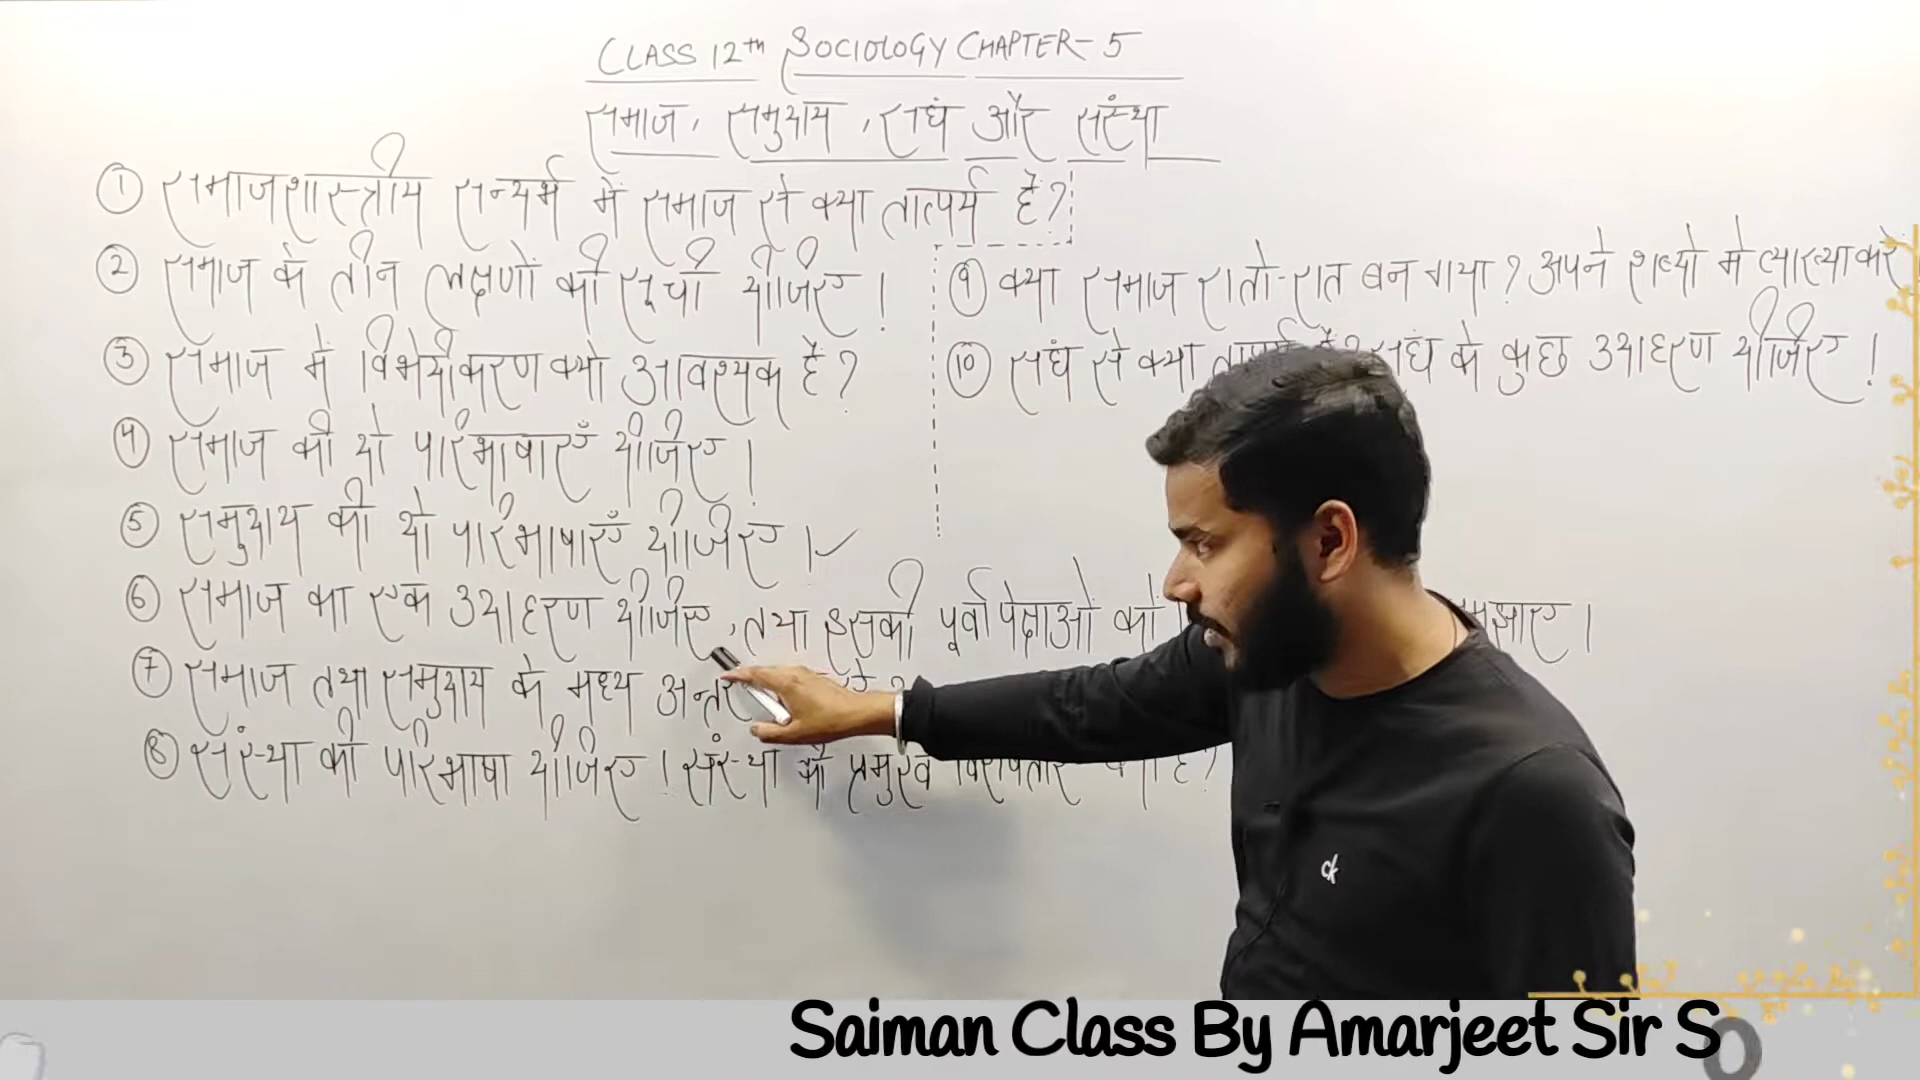 CLASS 12th SOCIOLOGY CHAPTER-5
समाज, समुदाय, संघ और संस्था
① समाजशास्त्रीय सन्दर्भ में समाज से क्या तात्पर्य है?
② समाज के तीन लक्षणों की सूची दीजिए।
③ समाज में विभेदीकरण क्यो आवश्यक है?
④ समाज की दो परिभाषाएँ दीजिए।
⑤ समुदाय की दो परिभाषाएँ दीजिए।✓
⑥ समाज का एक उदाहरण दीजिए, तथा इसकी पूर्वापेक्षाओं को
⑦ समाज तथा समुदाय के मध्य अन्तर
⑧ संस्था की परिभाषा दीजिए। संस्था की प्रमुख विशेषताएँ क्या है?
⑨ क्या समाज रातो-रात बन गया? अपने शब्दो मे व्याख्या करे
⑩ संघ से क्या तात्पर्य है? संघ के कुछ उदाहरण दीजिए।
ck
Saiman Class By Amarjeet Sir S